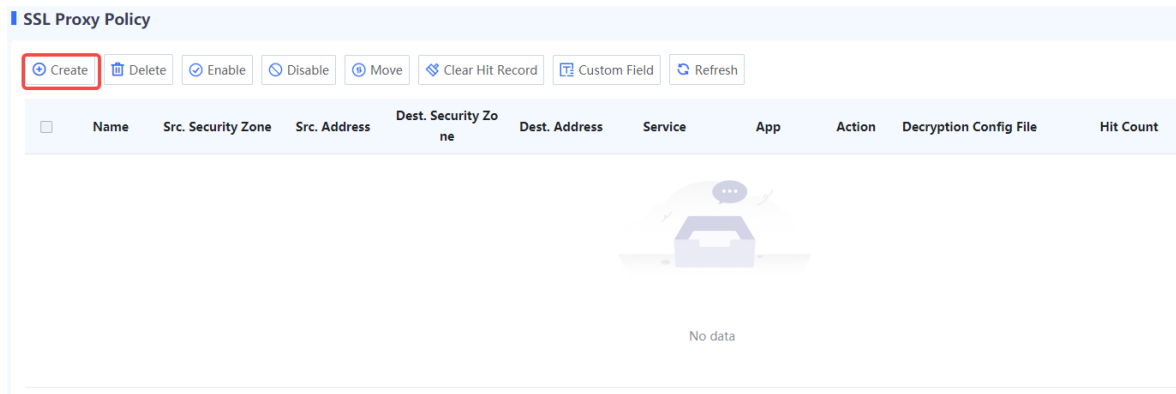 SSL Proxy Policy
Create Delete Enable Disable Move Clear Hit Record Custom Field Refresh
Name Src. Security Zone Src. Address Dest. Security Zo
ne Dest. Address Service App Action Decryption Config File Hit Count
No data